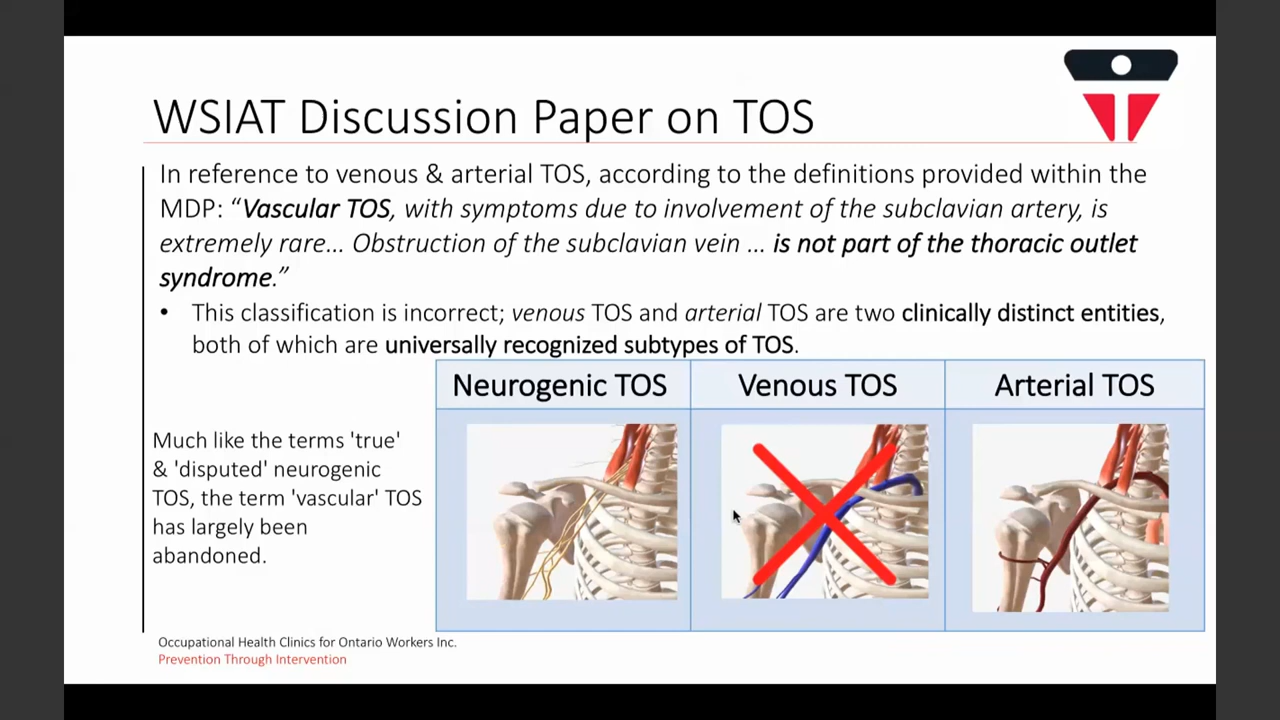 WSIAT Discussion Paper on TOS
In reference to venous & arterial TOS, according to the definitions provided within the
MDP: “Vascular TOS, with symptoms due to involvement of the subclavian artery, is
extremely rare… Obstruction of the subclavian vein … is not part of the thoracic outlet
syndrome.”
• This classification is incorrect; venous TOS and arterial TOS are two clinically distinct entities,
both of which are universally recognized subtypes of TOS.
Neurogenic TOS
Venous TOS
Arterial TOS
Much like the terms 'true'
& 'disputed' neurogenic
TOS, the term 'vascular' TOS
has largely been
abandoned.
Occupational Health Clinics for Ontario Workers Inc.
Prevention Through Intervention